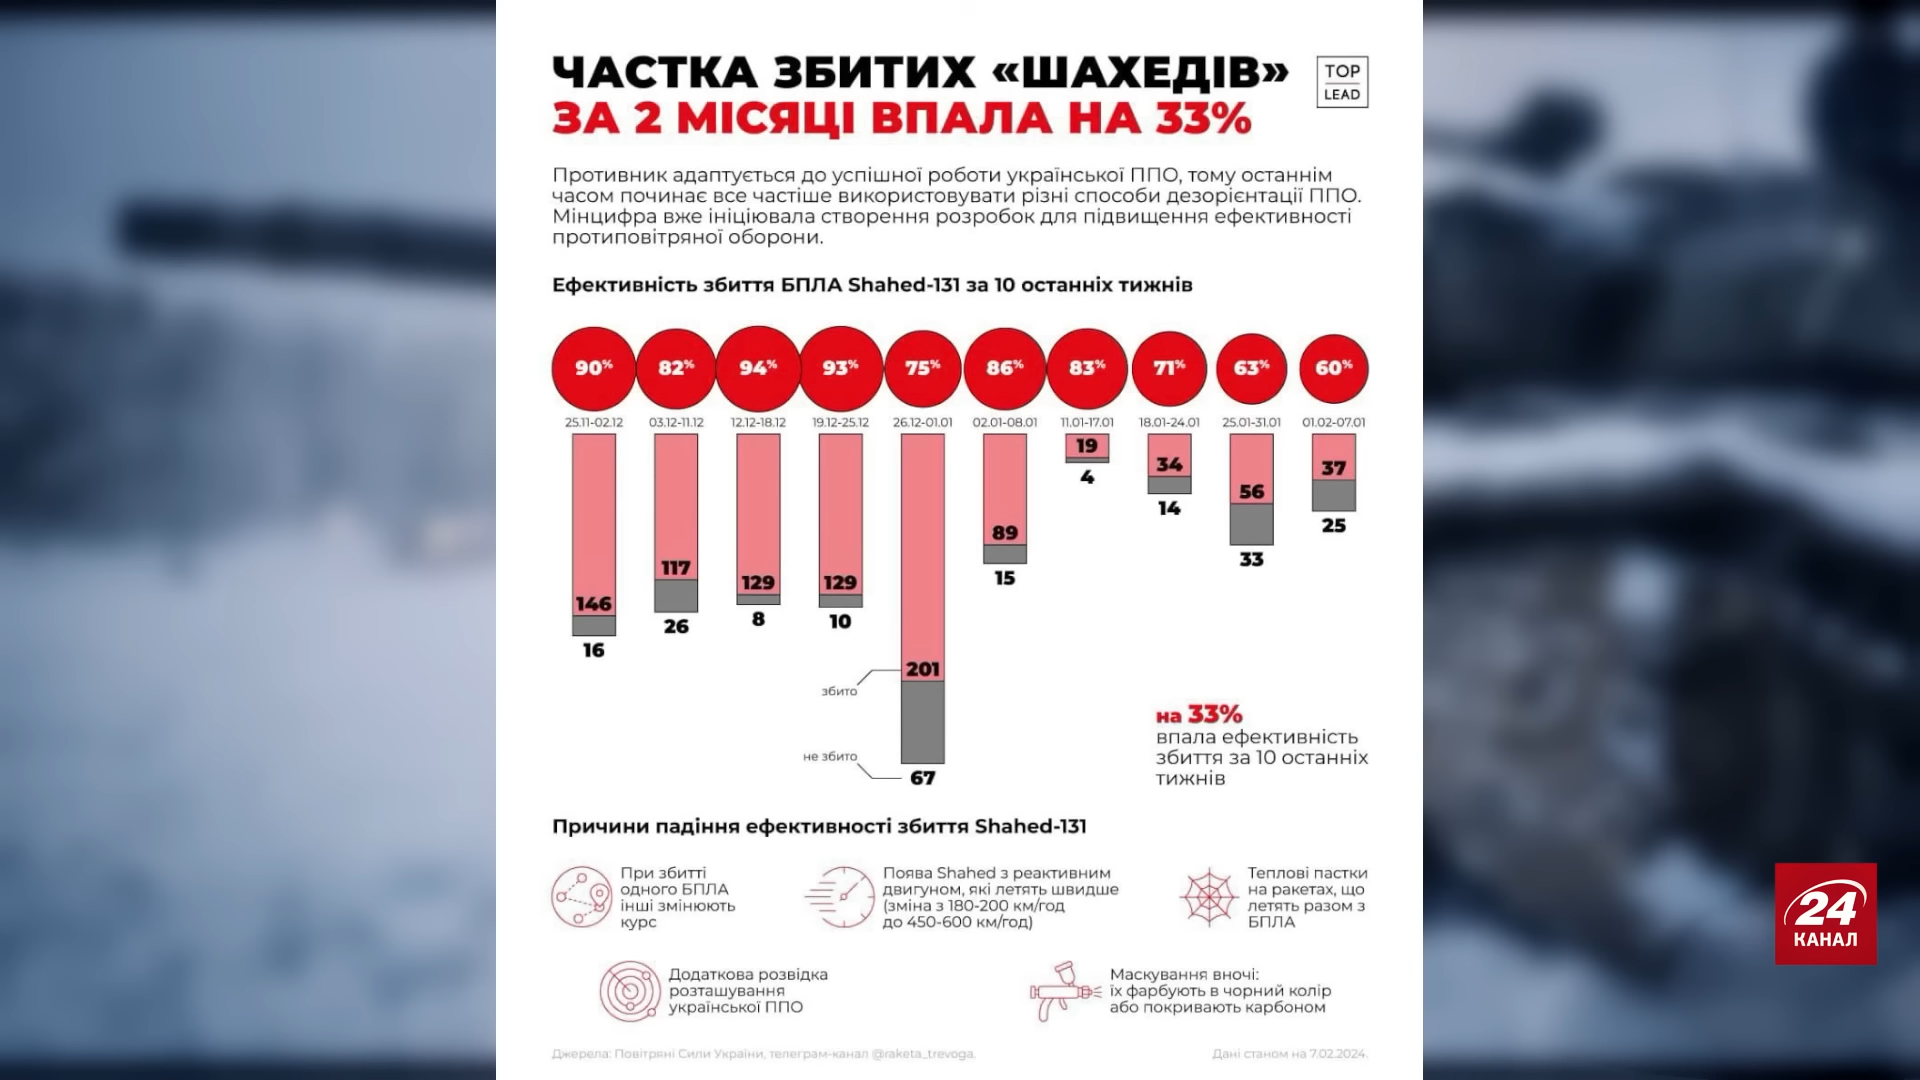 ЧАСТКА ЗБИТИХ «ШАХЕДІВ»
ЗА 2 МІСЯЦІ ВПАЛА НА 33%
TOP
LEAD
Противник адаптується до успішної роботи української ППО, тому останнім
часом починає все частіше використовувати різні способи дезорієнтації ППО.
Мінцифра вже ініціювала створення розробок для підвищення ефективності
протиповітряної оборони.
Ефективність збиття БПЛА Shahed-131 за 10 останніх тижнів
90% 82% 94% 93% 75% 86% 83% 71% 63% 60%
25.11-02.12 03.12-11.12 12.12-18.12 19.12-25.12 26.12-01.01 02.01-08.01 11.01-17.01 18.01-24.01 25.01-31.01 01.02-07.01
146 117 129 129 201 89 19 34 56 37
16 26 8 10 67 15 4 14 33 25
збито
не збито
на 33%
впала ефективність
збиття за 10 останніх
тижнів
Причини падіння ефективності збиття Shahed-131
При збитті
одного БПЛА
інші змінюють
курс
Поява Shahed з реактивним
двигуном, які летять швидше
(зміна з 180-200 км/год
до 450-600 км/год)
Теплові пастки
на ракетах, що
летять разом з
БПЛА
Додаткова розвідка
розташування
української ППО
Маскування вночі:
їх фарбують в чорний колір
або покривають карбоном
Джерела: Повітряні Сили України, телеграм-канал @raketa_trevoga.
Дані станом на 7.02.2024.
24
КАНАЛ